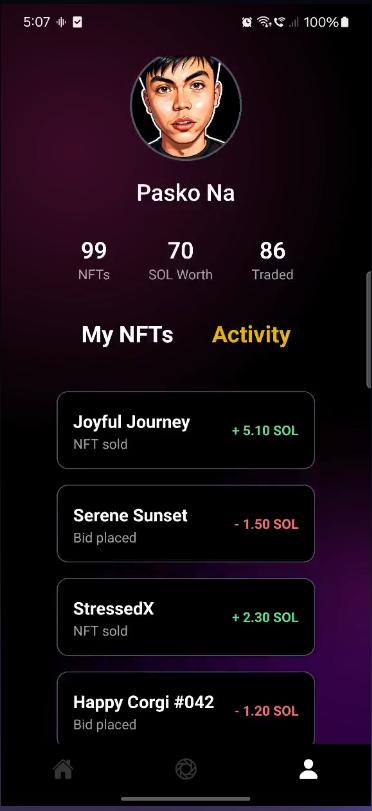 5:07
100%
Pasko Na
99 70 86
NFTs SOL Worth Traded
My NFTs Activity
Joyful Journey
+ 5.10 SOL
NFT sold
Serene Sunset
- 1.50 SOL
Bid placed
StressedX
+ 2.30 SOL
NFT sold
Happy Corgi #042
- 1.20 SOL
Bid placed